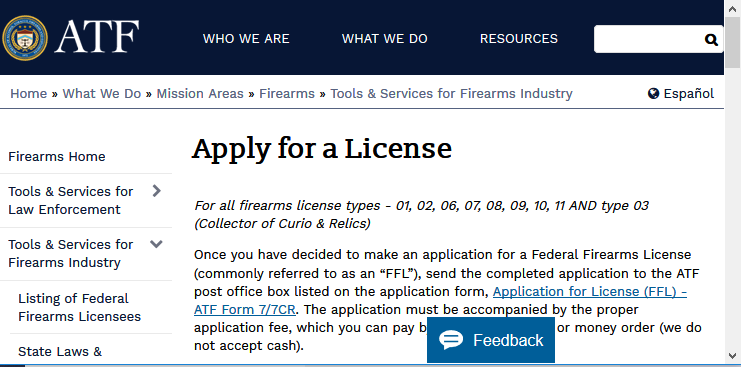 ATF
WHO WE ARE
WHAT WE DO
RESOURCES
Home » What We Do » Mission Areas » Firearms » Tools & Services for Firearms Industry
Español
Firearms Home
Tools & Services for
Law Enforcement
Tools & Services for
Firearms Industry
Listing of Federal
Firearms Licensees
State Laws &
Apply for a License
For all firearms license types - 01, 02, 06, 07, 08, 09, 10, 11 AND type 03
(Collector of Curio & Relics)
Once you have decided to make an application for a Federal Firearms License
(commonly referred to as an “FFL”), send the completed application to the ATF
post office box listed on the application form, Application for License (FFL) -
ATF Form 7/7CR. The application must be accompanied by the proper
application fee, which you can pay b or money order (we do
not accept cash).
Feedback